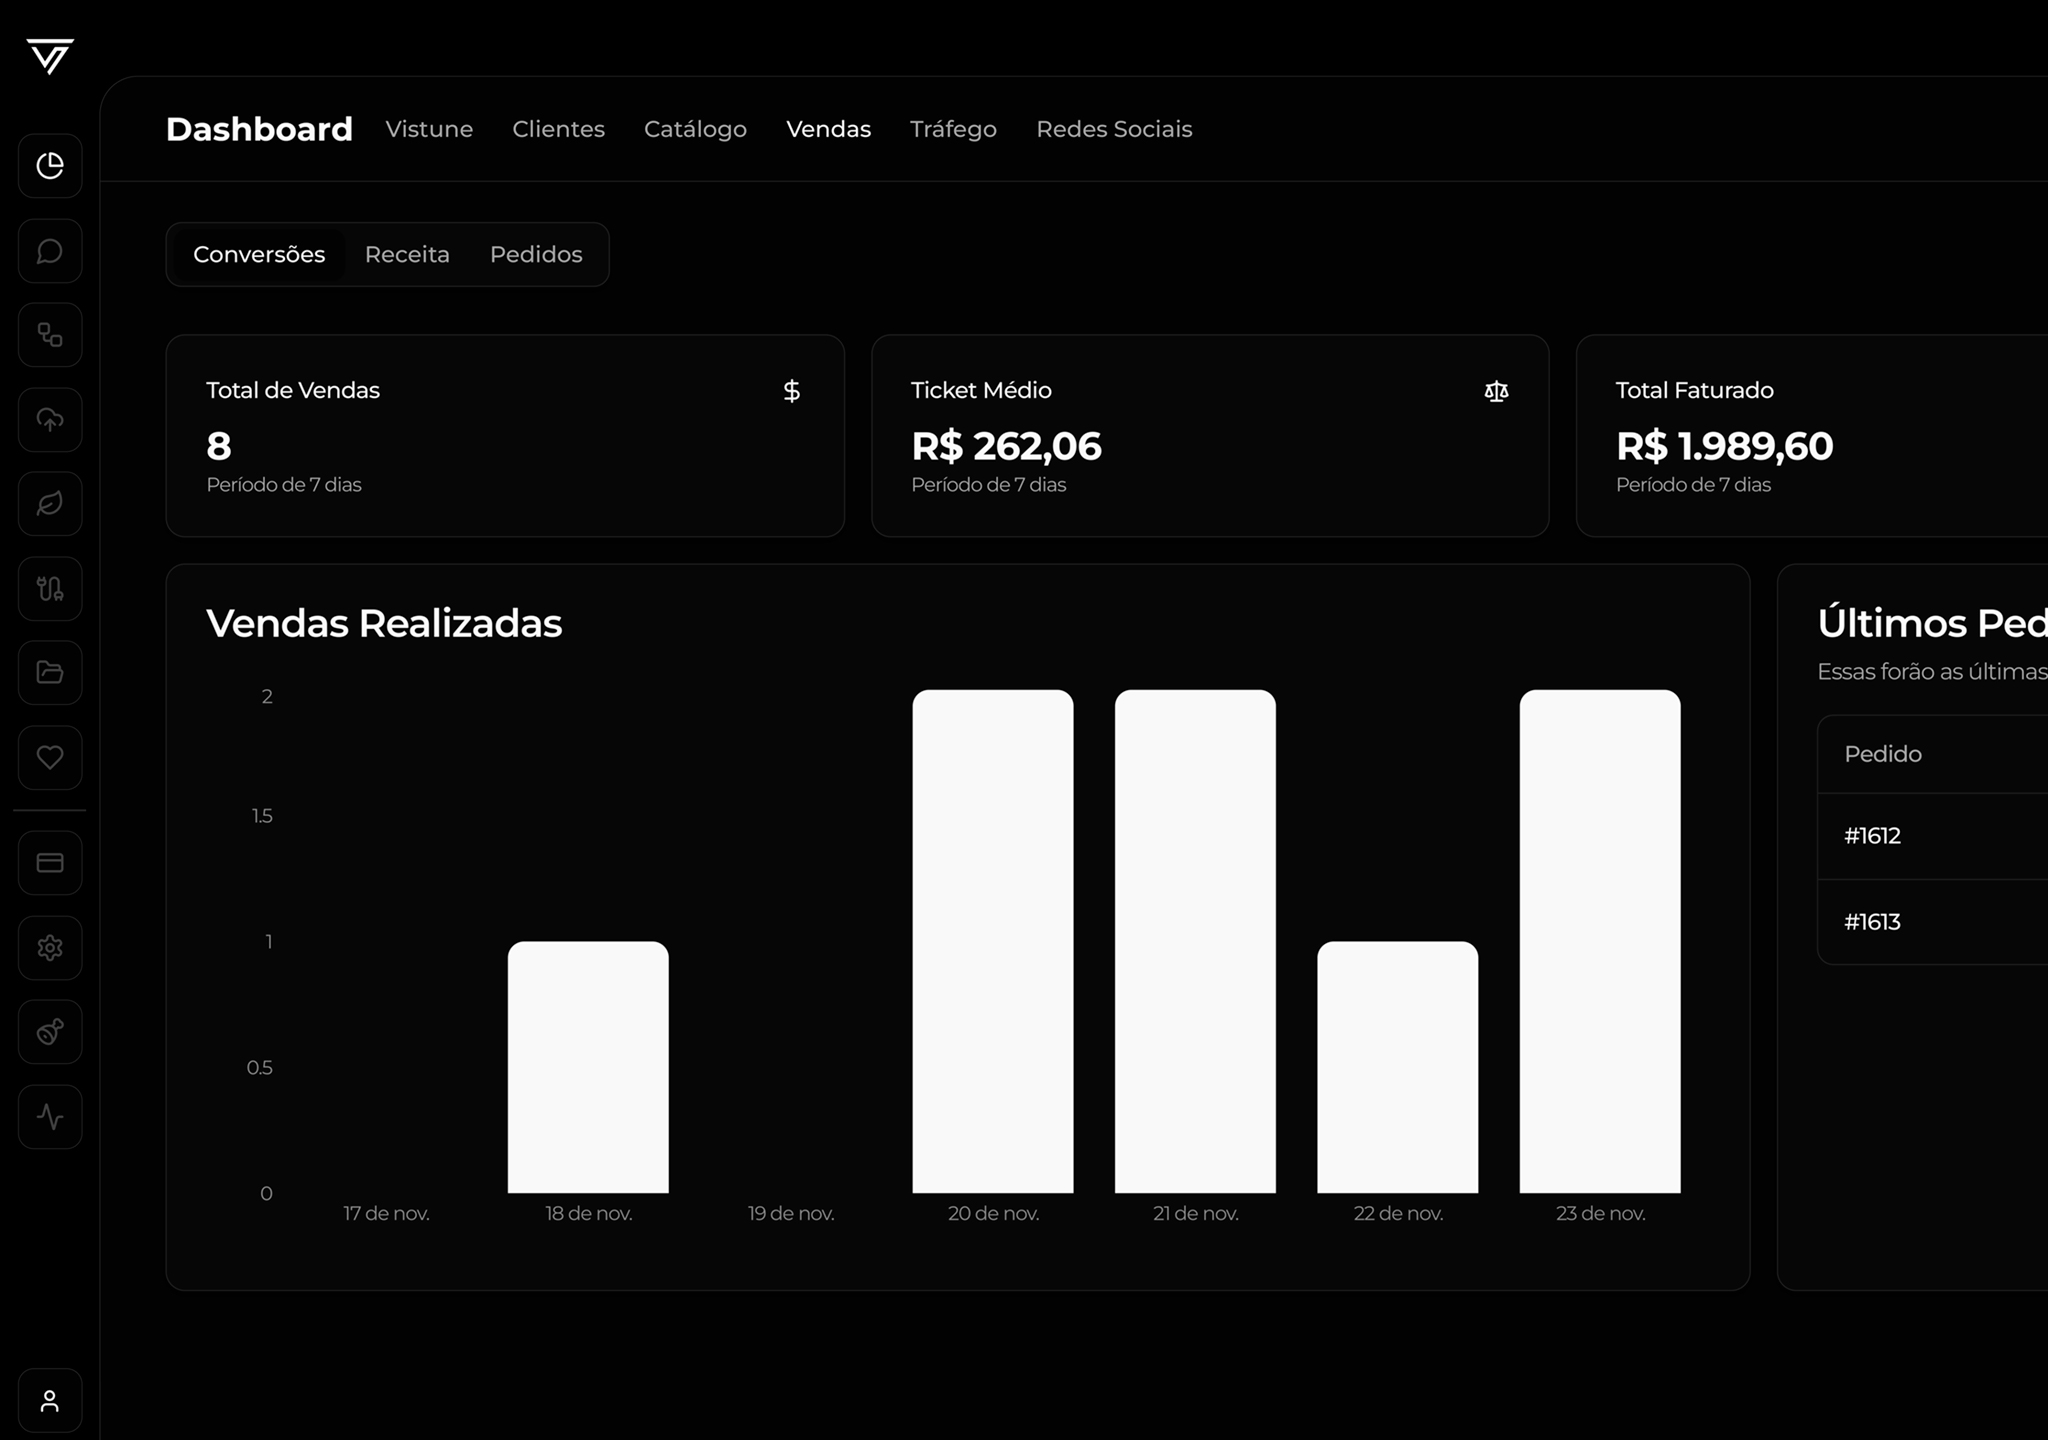 Dashboard Vistune Clientes Catálogo Vendas Tráfego Redes Sociais
Conversões Receita Pedidos
Total de Vendas
8
Período de 7 dias
Ticket Médio
R$ 262,06
Período de 7 dias
Total Faturado
R$ 1.989,60
Período de 7 dias
Vendas Realizadas
2
1.5
1
0.5
0
17 de nov. 18 de nov. 19 de nov. 20 de nov. 21 de nov. 22 de nov. 23 de nov.
Últimos Ped
Essas forão as últimas
Pedido
#1612
#1613